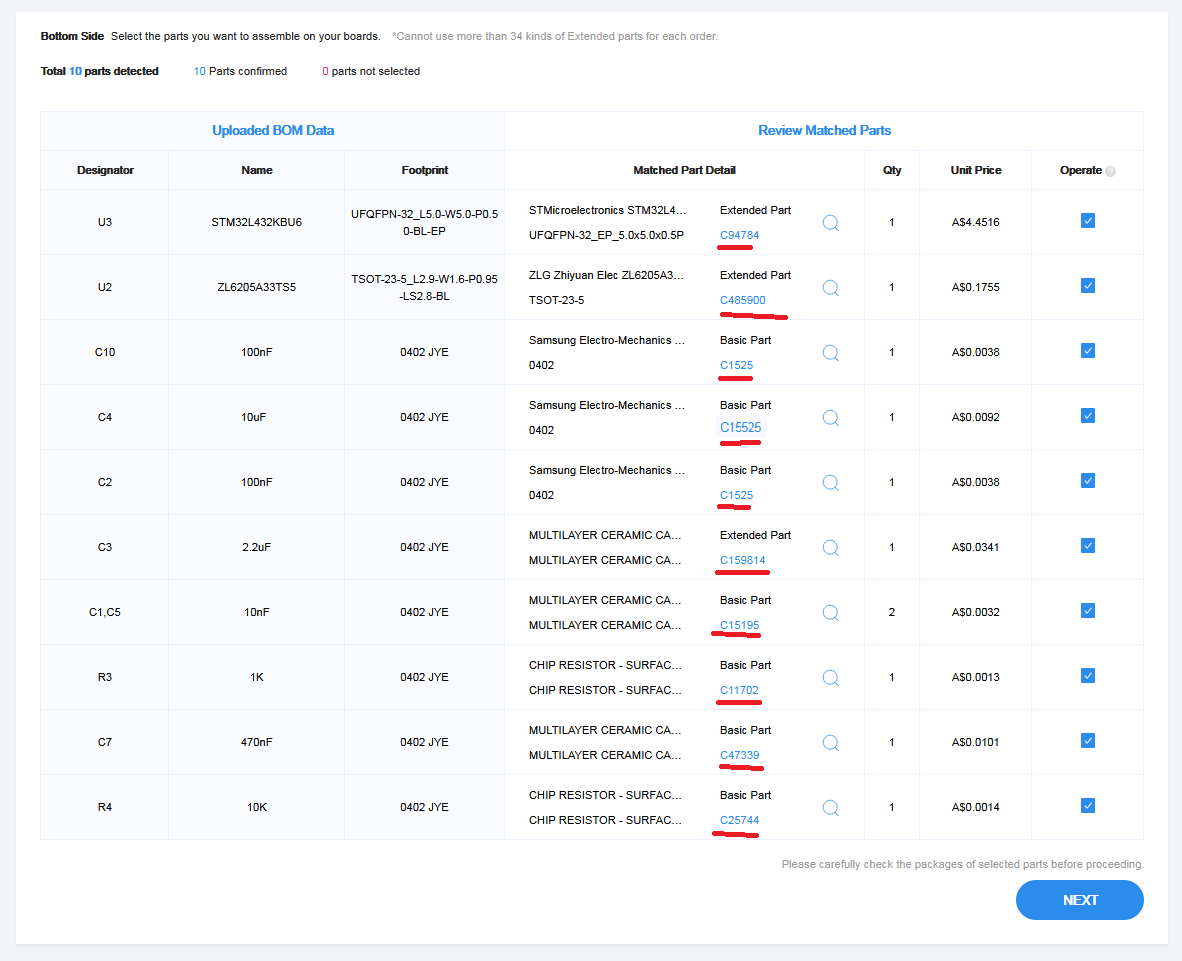 Bottom Side Select the parts you want to assemble on your boards. *Cannot use more than 34 kinds of Extended parts for each order.
Total 10 parts detected 10 Parts confirmed 0 parts not selected
Uploaded BOM Data Review Matched Parts
Designator Name Footprint Matched Part Detail Qty Unit Price Operate ?
U3 STM32L432KBU6 UFQFPN-32_L5.0-W5.0-P0.5
0-BL-EP STMicroelectronics STM32L4... Extended Part
UFQFPN-32_EP_5.0x5.0x0.5P C94784 1 A$4.4516
U2 ZL6205A33TS5 TSOT-23-5_L2.9-W1.6-P0.95
-LS2.8-BL ZLG Zhiyuan Elec ZL6205A3... Extended Part
TSOT-23-5 C485900 1 A$0.1755
C10 100nF 0402 JYE Samsung Electro-Mechanics ... Basic Part
0402 C1525 1 A$0.0038
C4 10uF 0402 JYE Samsung Electro-Mechanics ... Basic Part
0402 C15525 1 A$0.0092
C2 100nF 0402 JYE Samsung Electro-Mechanics ... Basic Part
0402 C1525 1 A$0.0038
C3 2.2uF 0402 JYE MULTILAYER CERAMIC CA... Extended Part
MULTILAYER CERAMIC CA... C159814 1 A$0.0341
C1,C5 10nF 0402 JYE MULTILAYER CERAMIC CA... Basic Part
MULTILAYER CERAMIC CA... C15195 2 A$0.0032
R3 1K 0402 JYE CHIP RESISTOR - SURFAC... Basic Part
CHIP RESISTOR - SURFAC... C11702 1 A$0.0013
C7 470nF 0402 JYE MULTILAYER CERAMIC CA... Basic Part
MULTILAYER CERAMIC CA... C47339 1 A$0.0101
R4 10K 0402 JYE CHIP RESISTOR - SURFAC... Basic Part
CHIP RESISTOR - SURFAC... C25744 1 A$0.0014
Please carefully check the packages of selected parts before proceeding.
NEXT